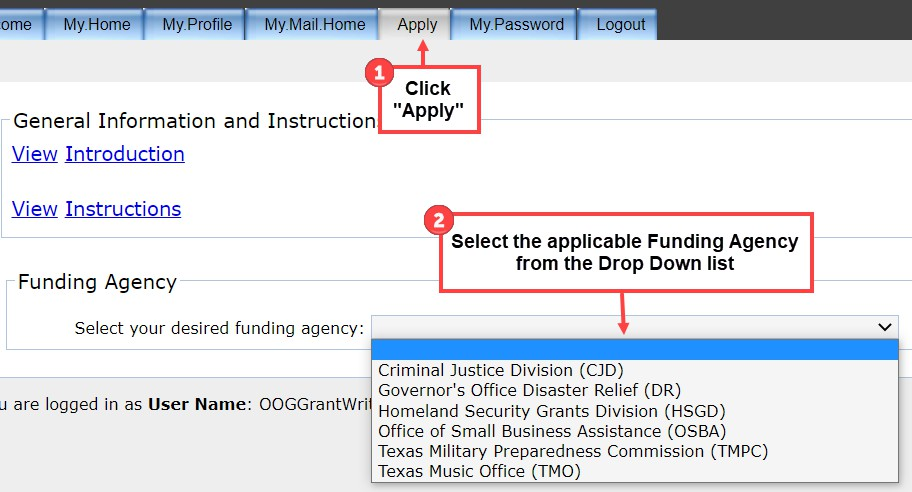 ome My.Home My.Profile My.Mail.Home Apply My.Password Logout
1
Click
"Apply"
General Information and Instruction
View Introduction
View Instructions
2
Select the applicable Funding Agency
from the Drop Down list
Funding Agency
Select your desired funding agency:
Criminal Justice Division (CJD)
Governor's Office Disaster Relief (DR)
u are logged in as User Name: OOGGrantWrit
Homeland Security Grants Division (HSGD)
Office of Small Business Assistance (OSBA)
Texas Military Preparedness Commission (TMPC)
Texas Music Office (TMO)